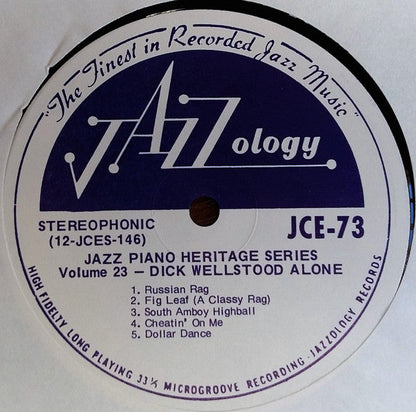 "The Finest in Recorded Jazz Music"
JAZZology
STEREOPHONIC
(12-JCES-146)
JCE-73
JAZZ PIANO HERITAGE SERIES
Volume 23 — DICK WELLSTOOD ALONE
1. Russian Rag
2. Fig Leaf (A Classy Rag)
3. South Amboy Highball
4. Cheatin' On Me
5. Dollar Dance
HIGH FIDELTY LONG PLAYING 33⅓ MICROGROOVE RECORDING - JAZZOLOGY RECORDS